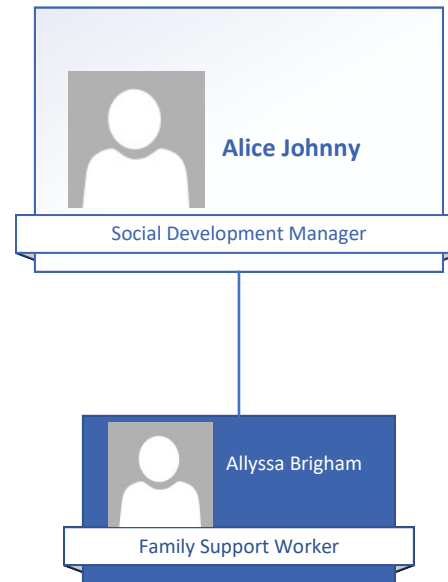 Alice Johnny
Social Development Manager
Allyssa Brigham
Family Support Worker